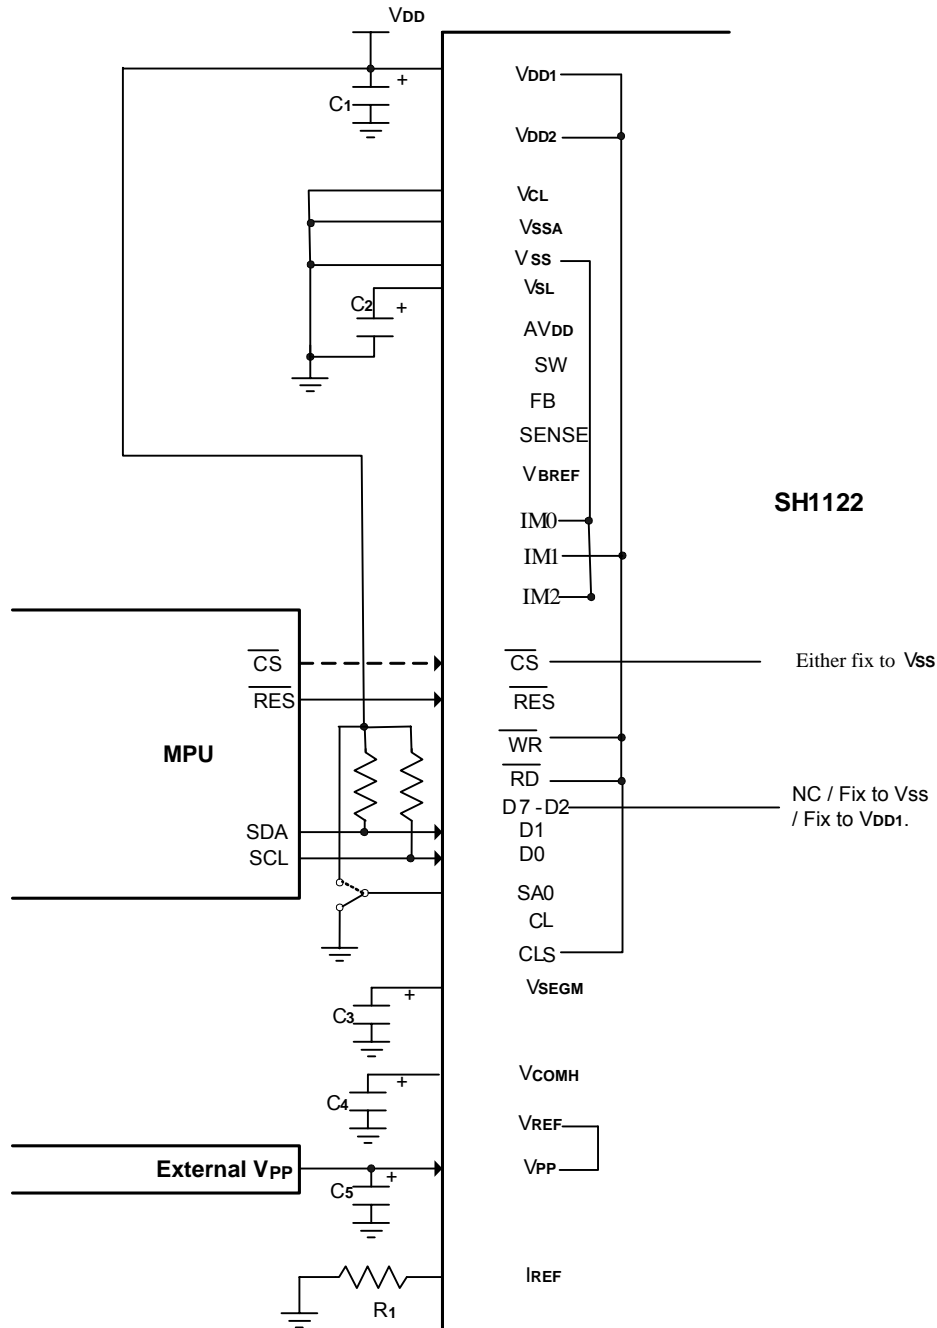 VDD
+
C1
VDD1
VDD2
VCL
VSSA
VSS
VSL
C2
+
AVDD
SW
FB
SENSE
VBREF
SH1122
IM0
IM1
IM2
CS
CS
Either fix to VSS
RES
RES
MPU
WR
RD
D7 - D2
NC / Fix to Vss
/ Fix to VDD1.
SDA
D1
SCL
D0
SA0
CL
CLS
VSEGM
+
C3
VCOMH
+
C4
VREF
External VPP
VPP
+
C5
IREF
R1